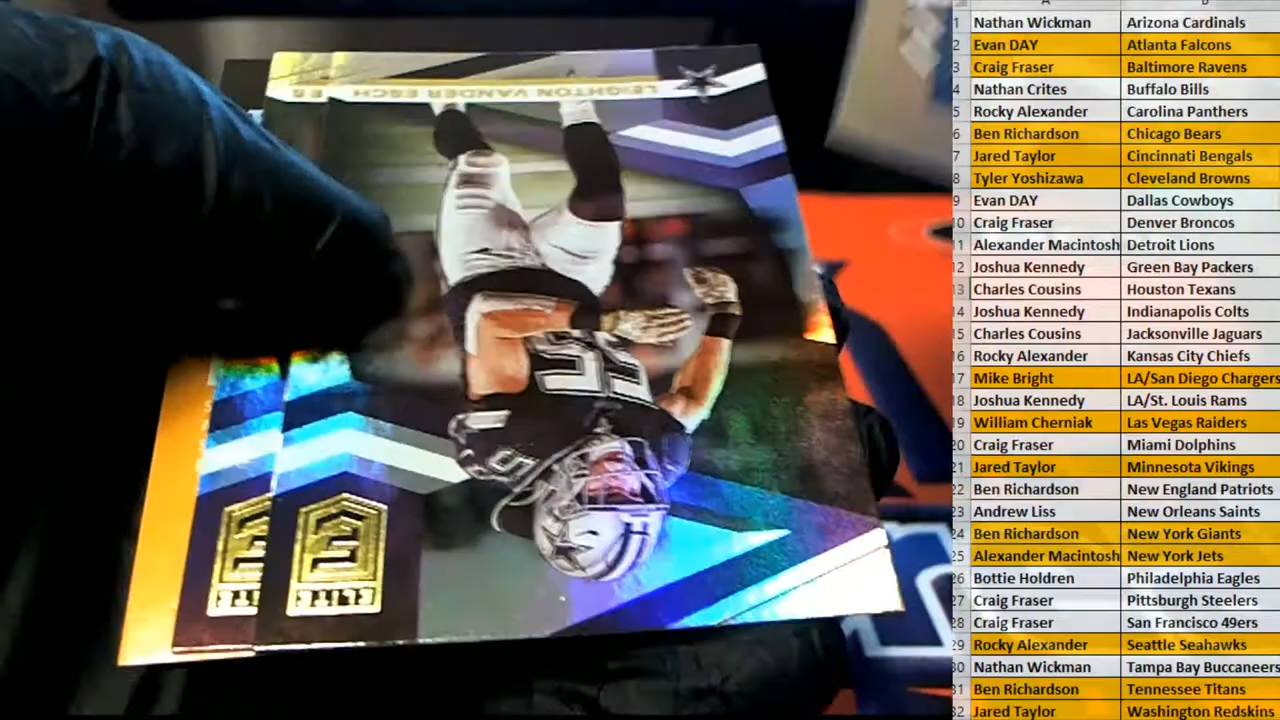 LEIGHTON VANDER ESCH
55
ELITE
A B
1 Nathan Wickman Arizona Cardinals
2 Evan DAY Atlanta Falcons
3 Craig Fraser Baltimore Ravens
4 Nathan Crites Buffalo Bills
5 Rocky Alexander Carolina Panthers
6 Ben Richardson Chicago Bears
7 Jared Taylor Cincinnati Bengals
8 Tyler Yoshizawa Cleveland Browns
9 Evan DAY Dallas Cowboys
10 Craig Fraser Denver Broncos
11 Alexander Macintosh Detroit Lions
12 Joshua Kennedy Green Bay Packers
13 Charles Cousins Houston Texans
14 Joshua Kennedy Indianapolis Colts
15 Charles Cousins Jacksonville Jaguars
16 Rocky Alexander Kansas City Chiefs
17 Mike Bright LA/San Diego Chargers
18 Joshua Kennedy LA/St. Louis Rams
19 William Cherniak Las Vegas Raiders
20 Craig Fraser Miami Dolphins
21 Jared Taylor Minnesota Vikings
22 Ben Richardson New England Patriots
23 Andrew Liss New Orleans Saints
24 Ben Richardson New York Giants
25 Alexander Macintosh New York Jets
26 Bottie Holdren Philadelphia Eagles
27 Craig Fraser Pittsburgh Steelers
28 Craig Fraser San Francisco 49ers
29 Rocky Alexander Seattle Seahawks
30 Nathan Wickman Tampa Bay Buccaneers
31 Ben Richardson Tennessee Titans
32 Jared Taylor Washington Redskins